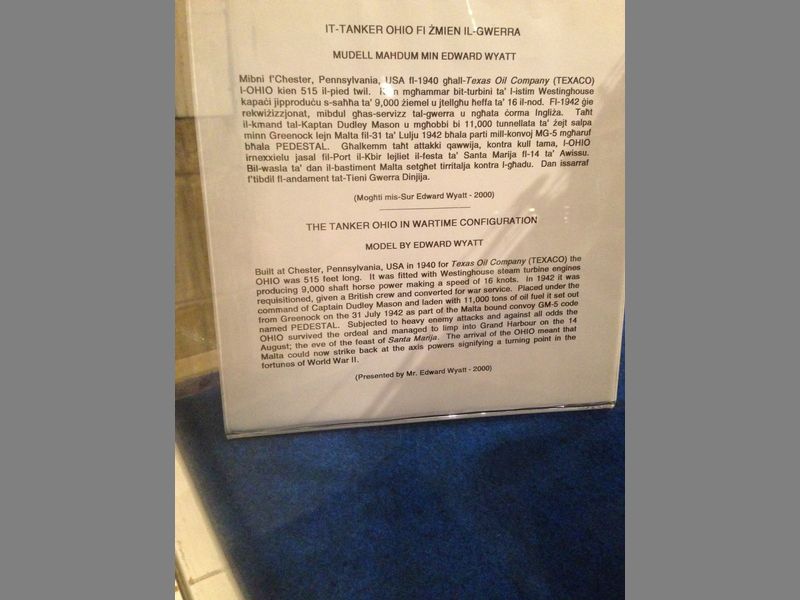 IT-TANKER OHIO FI ŻMIEN IL-GWERRA
MUDELL MAHDUM MIN EDWARD WYATT
Mibni f'Chester, Pennsylvania, USA fl-1940 għall-Texas Oil Company (TEXACO)
l-OHIO kien 515 il-pied twil. mgħammar bit-turbini ta' l-istim Westinghouse
kapaċi jipproduċu s-saħħa ta' 9,000 żiemel u jtellgħu ħeffa ta' 16 il-nod. Fl-1942 ġie
rekwiżizzjonat, mibdul għas-servizz tal-gwerra u ngħata ċorma Ingliża. Taħt
il-kmand tal-Kaptan Dudley Mason u mgħobbi bi 11,000 tunnellata ta' żejt salpa
minn Greenock lejn Malta fil-31 ta' Lulju 1942 bħala parti mill-konvoj MG-5 mgħaruf
bħala PEDESTAL. Għalkemm taħt attakki qawwija, kontra kull tama, l-OHIO
irnexxielu jasal fil-Port il-Kbir lejliet il-festa ta' Santa Marija fl-14 ta' Awissu.
Bil-wasla ta' dan il-bastiment Malta setgħet tirritalja kontra l-għadu. Dan issarraf
f'tibdil fl-andament tat-Tieni Gwerra Dinjija.
(Mogħti mis-Sur Edward Wyatt - 2000)
THE TANKER OHIO IN WARTIME CONFIGURATION
MODEL BY EDWARD WYATT
Built at Chester, Pennsylvania, USA in 1940 for Texas Oil Company (TEXACO) the
OHIO was 515 feet long. It was fitted with Westinghouse steam turbine engines
producing 9,000 shaft horse power making a speed of 16 knots. In 1942 it was
requisitioned, given a British crew and converted for war service. Placed under the
command of Captain Dudley Mason and laden with 11,000 tons of oil fuel it set out
from Greenock on the 31 July 1942 as part of the Malta bound convoy GM-5 code
named PEDESTAL. Subjected to heavy enemy attacks and against all odds the
OHIO survived the ordeal and managed to limp into Grand Harbour on the 14
August; the eve of the feast of Santa Marija. The arrival of the OHIO meant that
Malta could now strike back at the axis powers signifying a turning point in the
fortunes of World War II.
(Presented by Mr. Edward Wyatt - 2000)